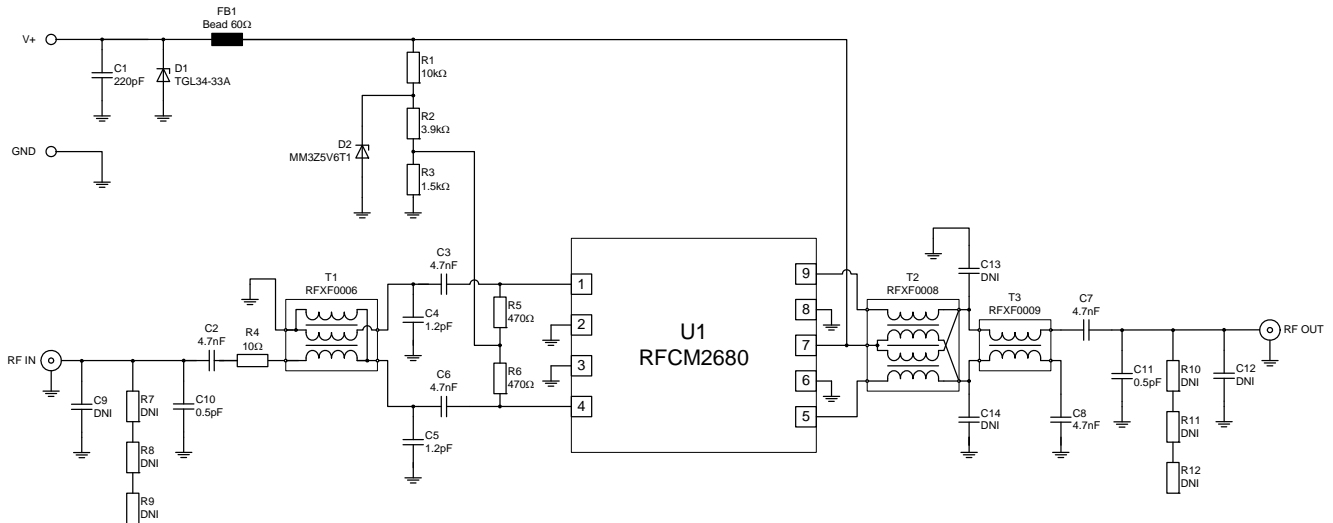 FB1
Bead 60Ω
V+
C1
220pF
D1
TGL34-33A
R1
10kΩ
R2
3.9kΩ
D2
MM3Z5V6T1
R3
1.5kΩ
GND
C3
4.7nF
T1
RFXF0006
C4
1.2pF
R5
470Ω
R6
470Ω
C6
4.7nF
C5
1.2pF
C2
4.7nF
R4
10Ω
RF IN
C9
DNI
R7
DNI
R8
DNI
R9
DNI
C10
0.5pF
1
2
3
4
U1
RFCM2680
9
8
7
6
5
T2
RFXF0008
C13
DNI
T3
RFXF0009
C7
4.7nF
C14
DNI
C8
4.7nF
C11
0.5pF
R10
DNI
R11
DNI
R12
DNI
C12
DNI
RF OUT